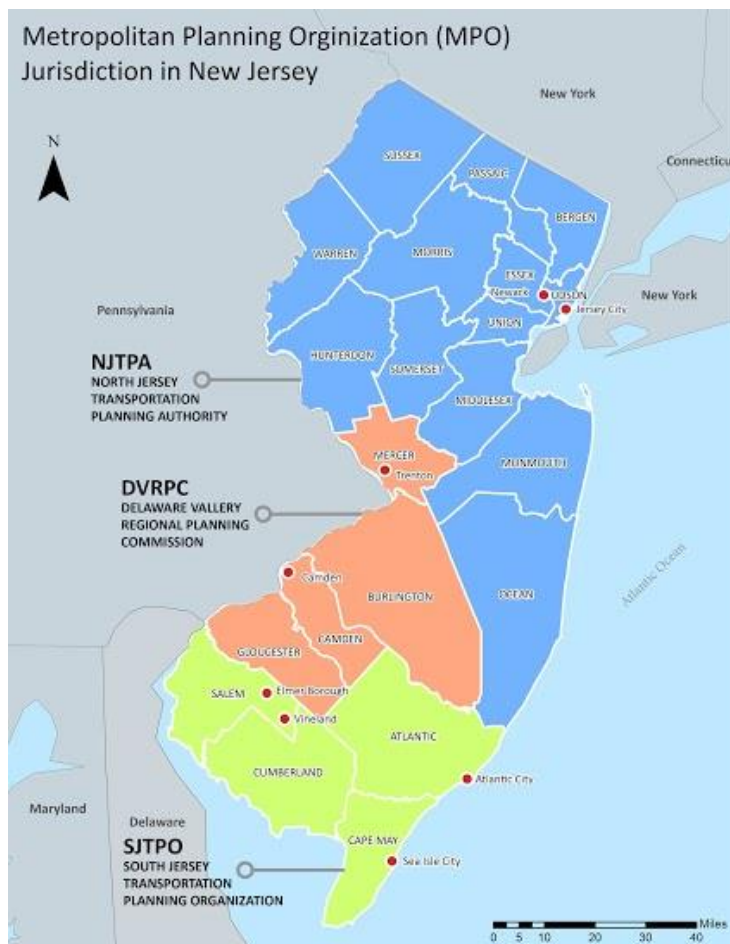 Metropolitan Planning Orginization (MPO)
Jurisdiction in New Jersey
N
New York
Connecticu
SUSSEX
PASSAIC
BERGEN
WARREN
MORRIS
ESSEX
Newark
UDSON
Jersey City
New York
UNION
Pennsylvania
HUNTERDON
SOMERSET
NJTPA
NORTH JERSEY
TRANSPORTATION
PLANNING AUTHORITY
MIDDLESEX
MERCER
Trenton
MONMOUTH
DVRPC
DELAWARE VALLERY
REGIONAL PLANNING
COMMISSION
Atlantic Ocean
Camden
BURLINGTON
OCEAN
CAMDEN
GLOUCESTER
SALEM
Elmer Borough
Vineland
ATLANTIC
CUMBERLAND
Atlantic City
Maryland
Delaware
CAPE MAY
SJTPO
SOUTH JERSEY
TRANSPORTATION
PLANNING ORGANIZATION
Sea Isle City
Miles
0 5 10 20 30 40